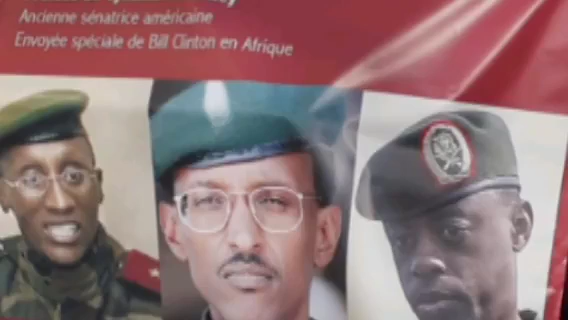 Ancienne sénatrice américaine
Envoyée spéciale de Bill Clinton en Afrique